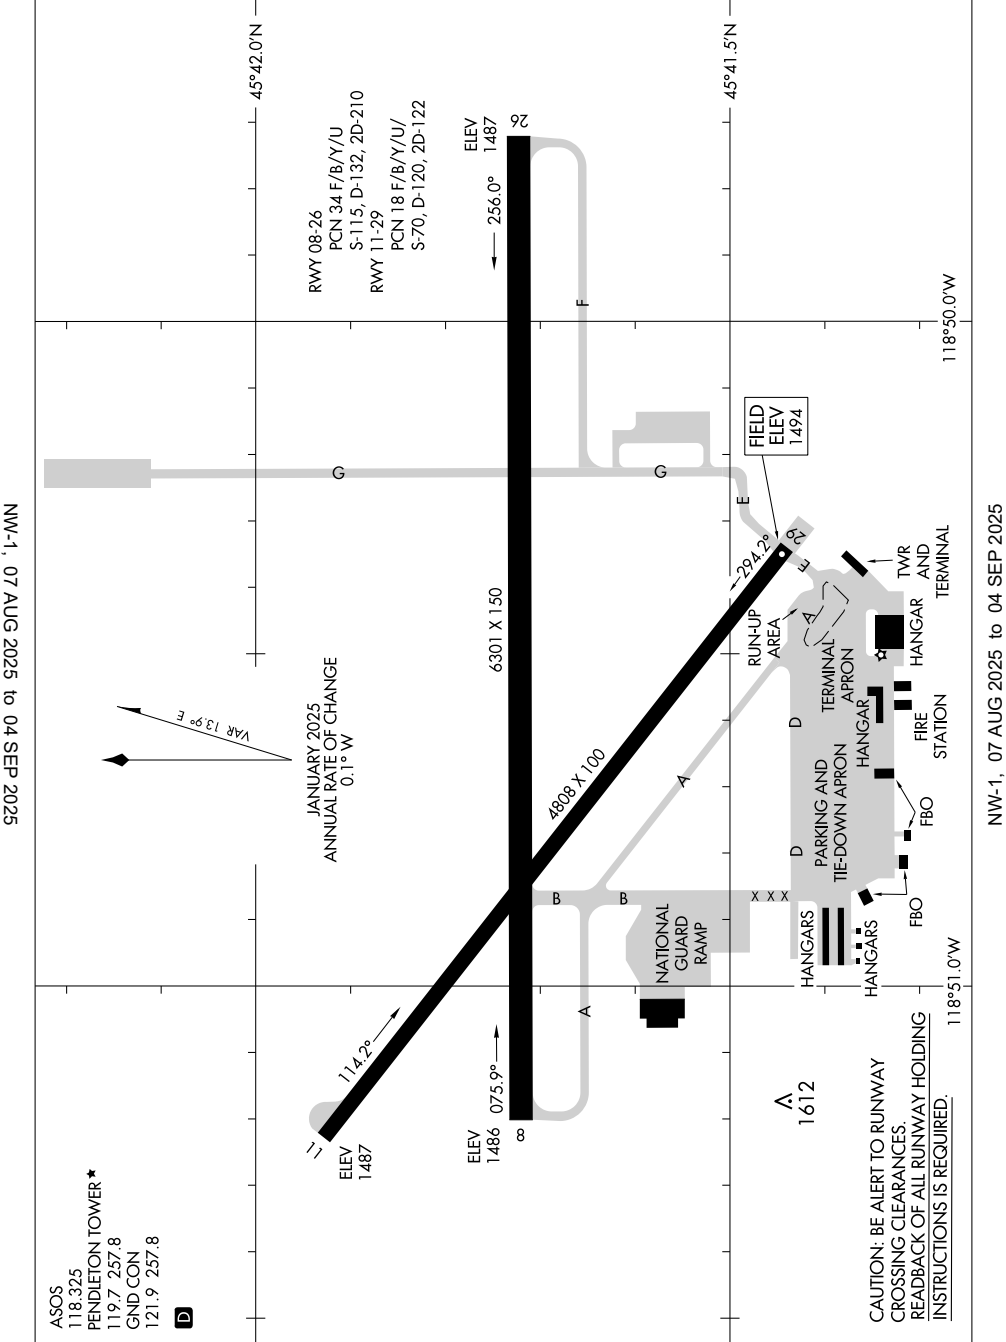 NW-1, 07 AUG 2025 to 04 SEP 2025
ASOS
118.325
PENDLETON TOWER★
119.7 257.8
GND CON
121.9 257.8
D
45°42.0'N
45°41.5'N
118°50.0'W
118°51.0'W
RWY 08-26
PCN 34 F/B/Y/U
S-115, D-132, 2D-210
RWY 11-29
PCN 18 F/B/Y/U/
S-70, D-120, 2D-122
VAR 13.9° E
JANUARY 2025
ANNUAL RATE OF CHANGE
0.1° W
ELEV
1487
26
256.0°
6301 X 150
075.9°
8
ELEV
1486
11
ELEV
1487
114.2°
4808 X 100
294.2°
29
FIELD
ELEV
1494
F
G
G
E
E
A
A
A
B
B
D
D
X X X
RUN-UP
AREA
TERMINAL
APRON
PARKING AND
TIE-DOWN APRON
NATIONAL
GUARD
RAMP
TWR
AND
TERMINAL
HANGAR
HANGAR
FIRE
STATION
FBO
FBO
HANGARS
HANGARS
1612
CAUTION: BE ALERT TO RUNWAY
CROSSING CLEARANCES.
READBACK OF ALL RUNWAY HOLDING
INSTRUCTIONS IS REQUIRED.
NW-1, 07 AUG 2025 to 04 SEP 2025